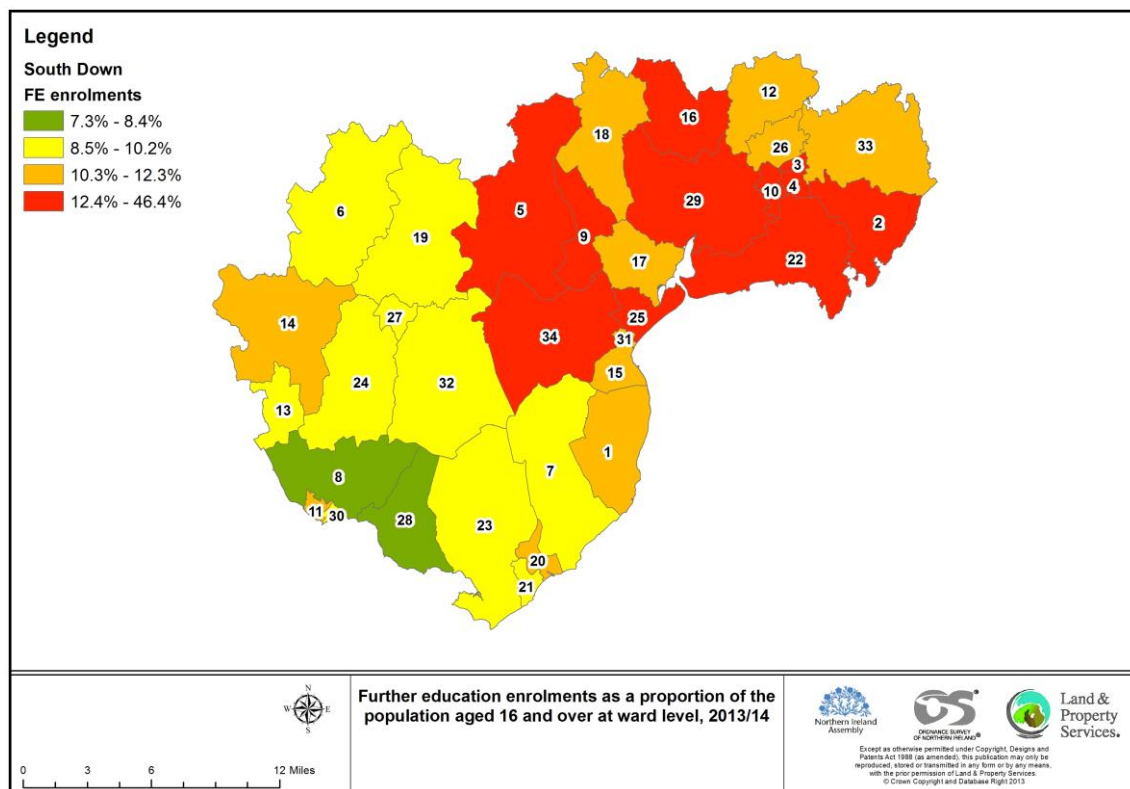 Legend
South Down
FE enrolments
7.3% - 8.4%
8.5% - 10.2%
10.3% - 12.3%
12.4% - 46.4%
12
16
18
26
33
3
4
10
5
6
29
2
9
19
22
17
14
27
25
34
31
24
32
15
13
1
7
8
11
30
28
23
20
21
N
W
E
S
0 3 6 12 Miles
Further education enrolments as a proportion of the
population aged 16 and over at ward level, 2013/14
Northern Ireland
Assembly
OS®
ORDNANCE SURVEY
OF NORTHERN IRELAND®
Land &
Property
Services.
Except as otherwise permitted under Copyright, Designs and
Patents Act 1988 (as amended), this publication may only be
reproduced, stored or transmitted in any form or by any means,
with the prior permission of Land & Property Services.
© Crown Copyright and Database Right 2013